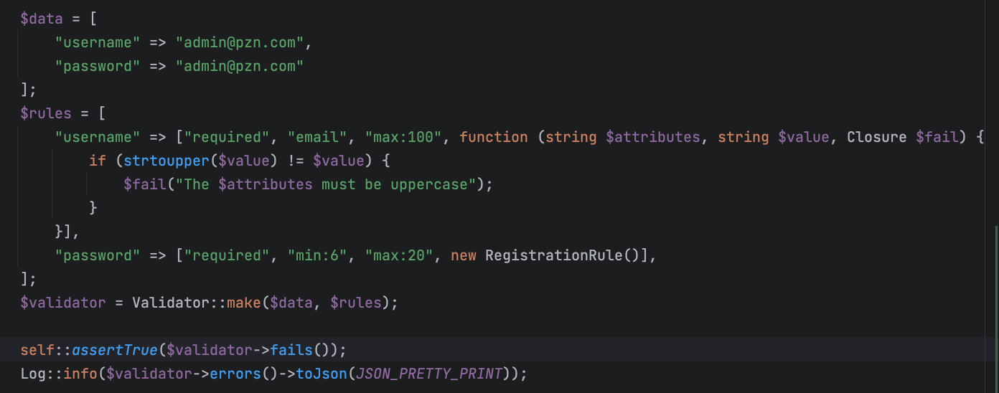 $data = [
    "username" => "admin@pzn.com",
    "password" => "admin@pzn.com"
];
$rules = [
    "username" => ["required", "email", "max:100", function (string $attributes, string $value, Closure $fail) {
        if (strtoupper($value) != $value) {
            $fail("The $attributes must be uppercase");
        }
    }],
    "password" => ["required", "min:6", "max:20", new RegistrationRule()],
];
$validator = Validator::make($data, $rules);

self::assertTrue($validator->fails());
Log::info($validator->errors()->toJson(JSON_PRETTY_PRINT));